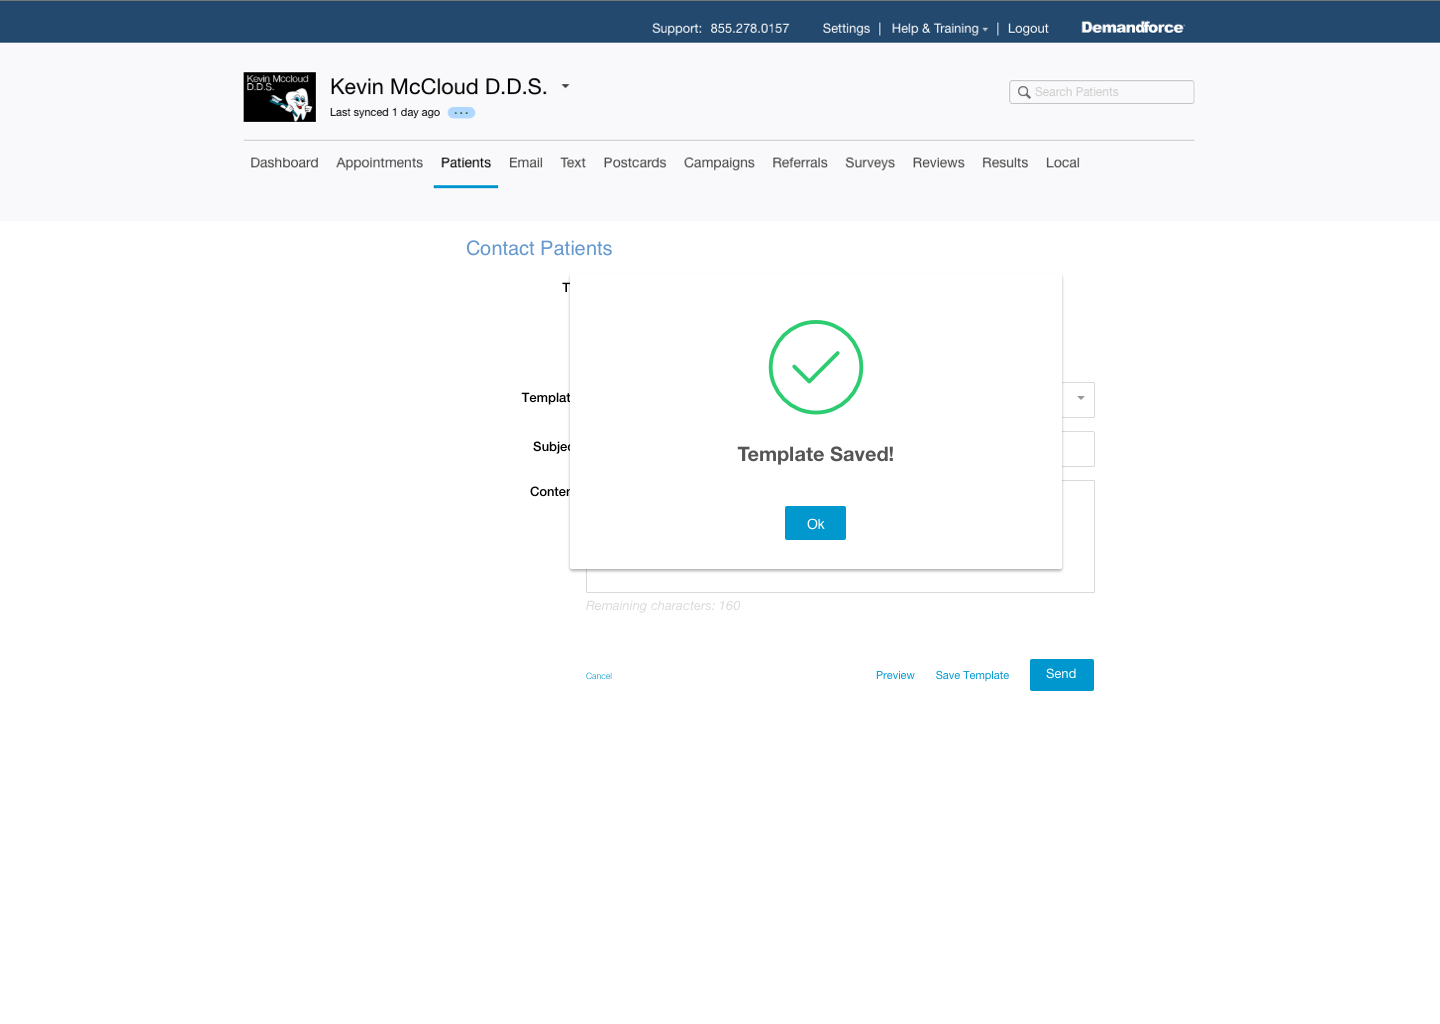 Support: 855.278.0157 Settings | Help & Training | Logout Demandforce
Kevin Mccloud
D.D.S.
Kevin McCloud D.D.S.
Last synced 1 day ago
Search Patients
Dashboard Appointments Patients Email Text Postcards Campaigns Referrals Surveys Reviews Results Local
Contact Patients
T
Templat
Subjec
Conten
Template Saved!
Ok
Remaining characters: 160
Cancel Preview Save Template Send